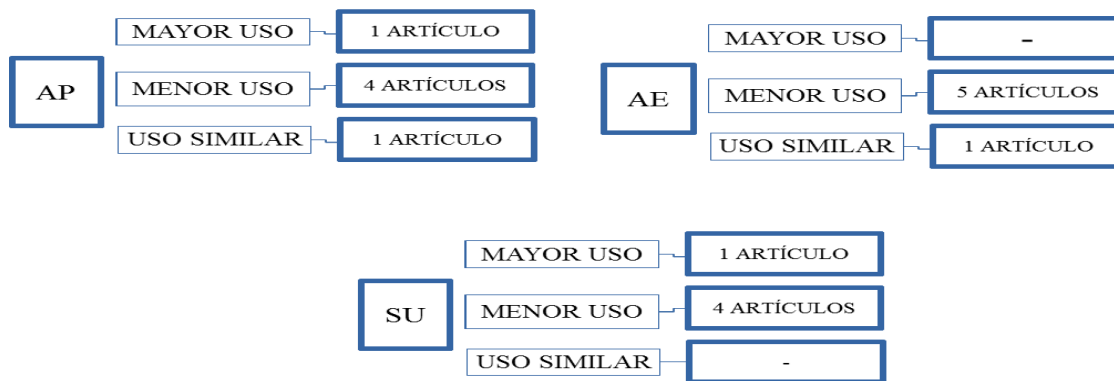 AP
MAYOR USO
1 ARTÍCULO
MENOR USO
4 ARTÍCULOS
USO SIMILAR
1 ARTÍCULO
AE
MAYOR USO
-
MENOR USO
5 ARTÍCULOS
USO SIMILAR
1 ARTÍCULO
SU
MAYOR USO
1 ARTÍCULO
MENOR USO
4 ARTÍCULOS
USO SIMILAR
-